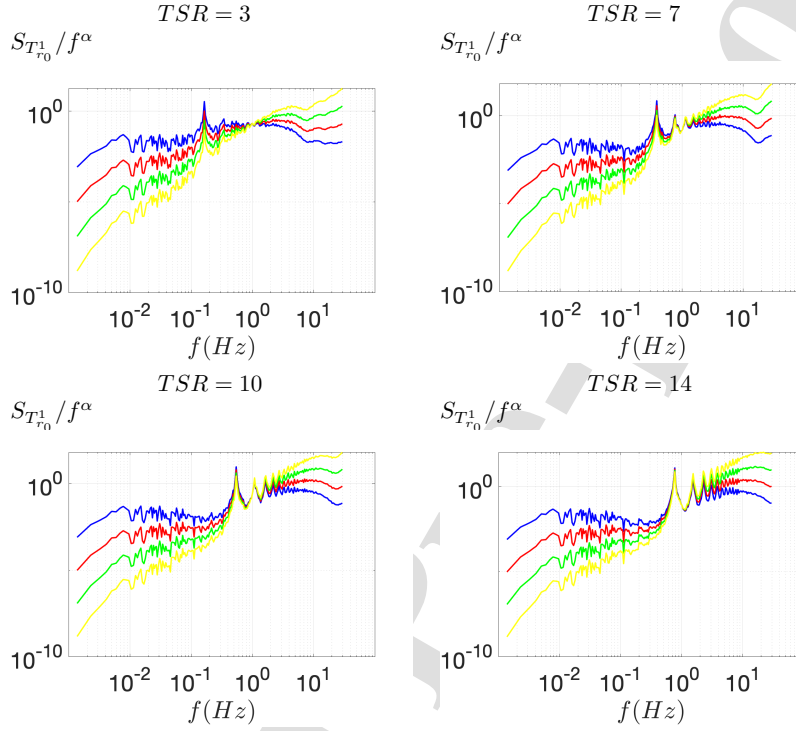 TSR = 3
S_{T^1_{r_0}}/f^α
10^0
10^{-10}
10^{-2} 10^{-1} 10^0 10^1
f(Hz)
TSR = 7
S_{T^1_{r_0}}/f^α
10^0
10^{-10}
10^{-2} 10^{-1} 10^0 10^1
f(Hz)
TSR = 10
S_{T^1_{r_0}}/f^α
10^0
10^{-10}
10^{-2} 10^{-1} 10^0 10^1
f(Hz)
TSR = 14
S_{T^1_{r_0}}/f^α
10^0
10^{-10}
10^{-2} 10^{-1} 10^0 10^1
f(Hz)